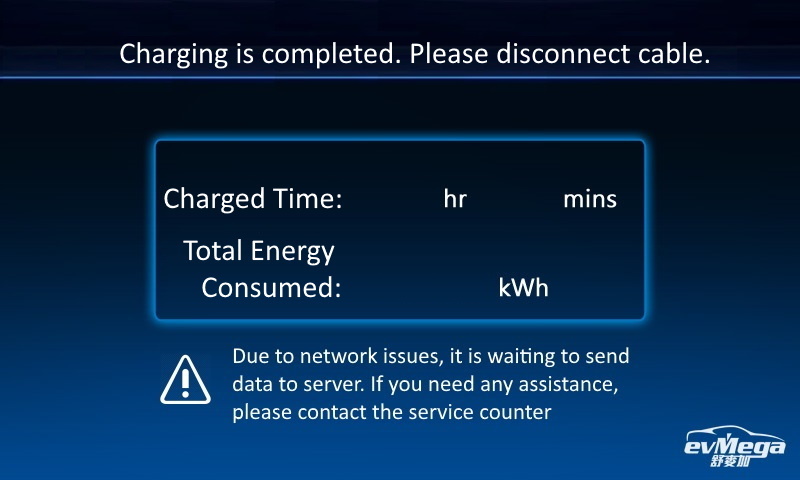 Charging is completed. Please disconnect cable.
Charged Time: hr mins
Total Energy
Consumed: kWh
Due to network issues, it is waiting to send
data to server. If you need any assistance,
please contact the service counter
evMega
舒麥加